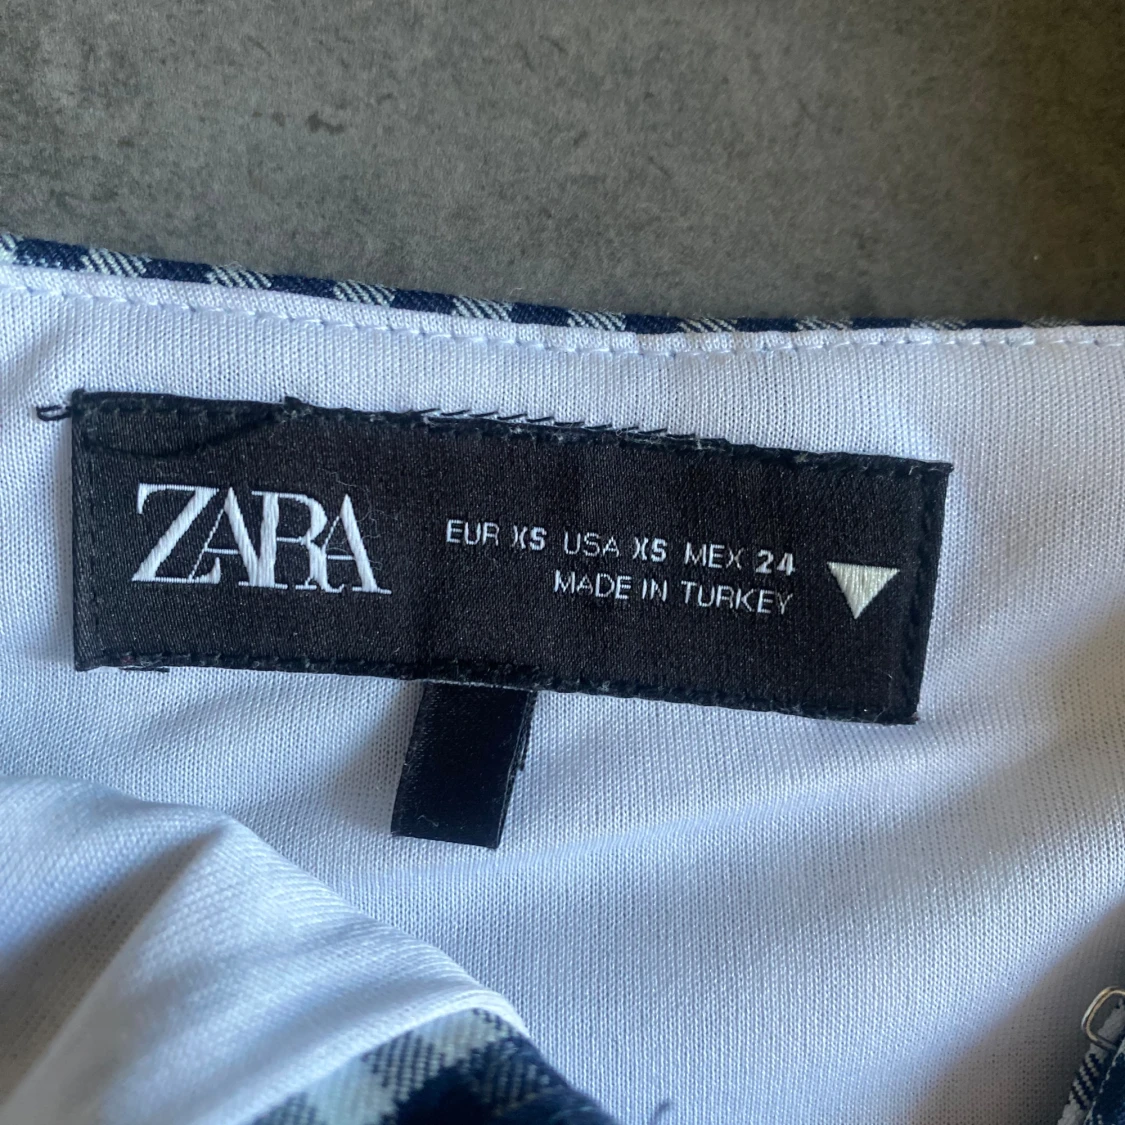 ZARA
EUR XS USA XS MEX 24
MADE IN TURKEY